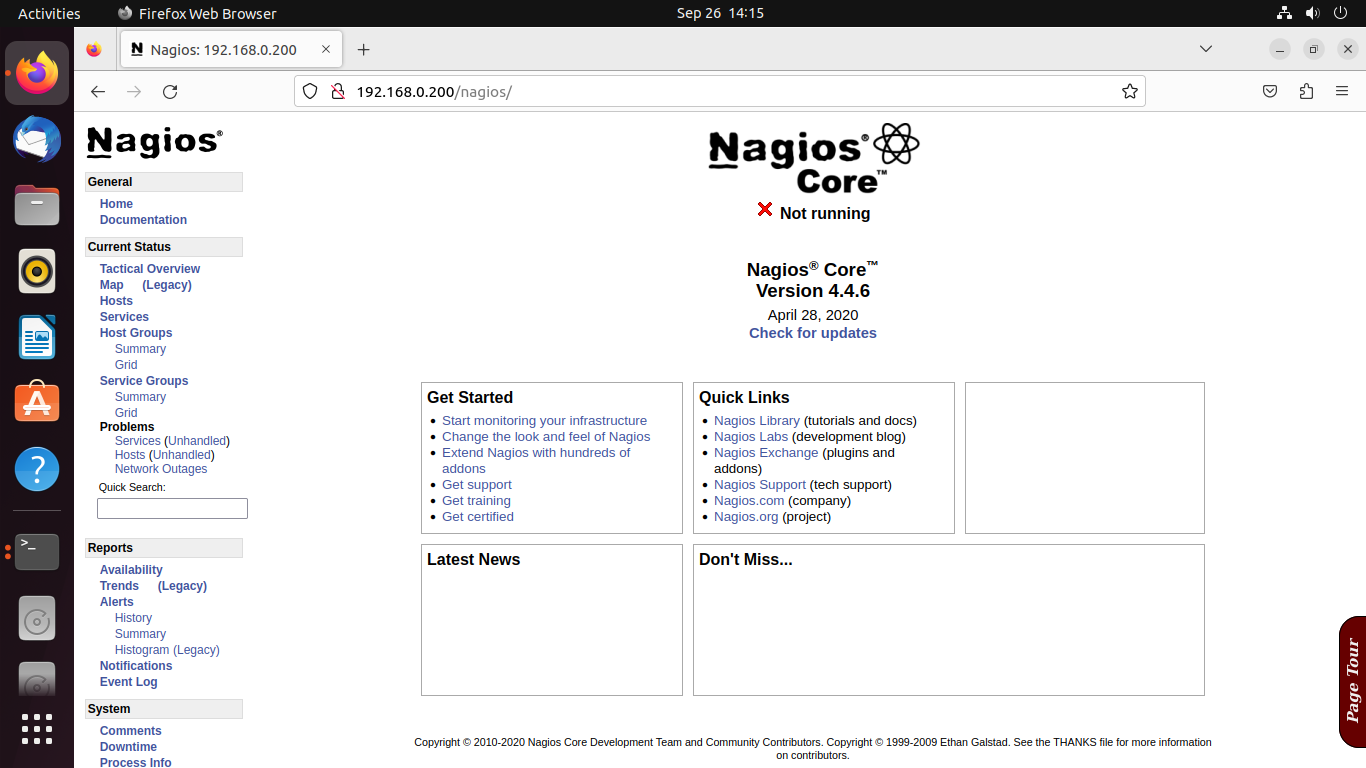 Activities Firefox Web Browser Sep 26 14:15
Nagios: 192.168.0.200
192.168.0.200/nagios/
Nagios®
General
Home
Documentation
Current Status
Tactical Overview
Map (Legacy)
Hosts
Services
Host Groups
Summary
Grid
Service Groups
Summary
Grid
Problems
Services (Unhandled)
Hosts (Unhandled)
Network Outages
Quick Search:
Reports
Availability
Trends (Legacy)
Alerts
History
Summary
Histogram (Legacy)
Notifications
Event Log
System
Comments
Downtime
Process Info
Nagios®
Core™
Not running
Nagios® Core™
Version 4.4.6
April 28, 2020
Check for updates
Get Started
Start monitoring your infrastructure
Change the look and feel of Nagios
Extend Nagios with hundreds of
addons
Get support
Get training
Get certified
Quick Links
Nagios Library (tutorials and docs)
Nagios Labs (development blog)
Nagios Exchange (plugins and
addons)
Nagios Support (tech support)
Nagios.com (company)
Nagios.org (project)
Latest News
Don't Miss...
Page Tour
Copyright © 2010-2020 Nagios Core Development Team and Community Contributors. Copyright © 1999-2009 Ethan Galstad. See the THANKS file for more information
on contributors.